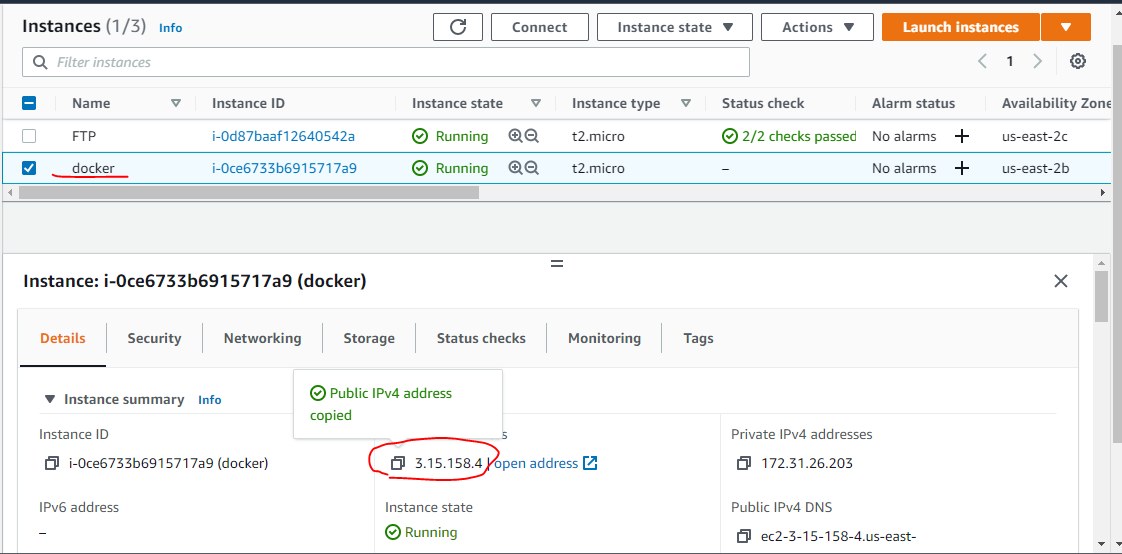 Instances (1/3) Info
Connect
Instance state
Actions
Launch instances
Filter instances
1
Name Instance ID Instance state Instance type Status check Alarm status Availability Zone
FTP i-0d87baaf12640542a Running t2.micro 2/2 checks passed No alarms us-east-2c
docker i-0ce6733b6915717a9 Running t2.micro – No alarms us-east-2b
Instance: i-0ce6733b6915717a9 (docker)
Details Security Networking Storage Status checks Monitoring Tags
Public IPv4 address
copied
Instance summary Info
Instance ID
i-0ce6733b6915717a9 (docker)
3.15.158.4 | open address
Private IPv4 addresses
172.31.26.203
IPv6 address
–
Instance state
Running
Public IPv4 DNS
ec2-3-15-158-4.us-east-